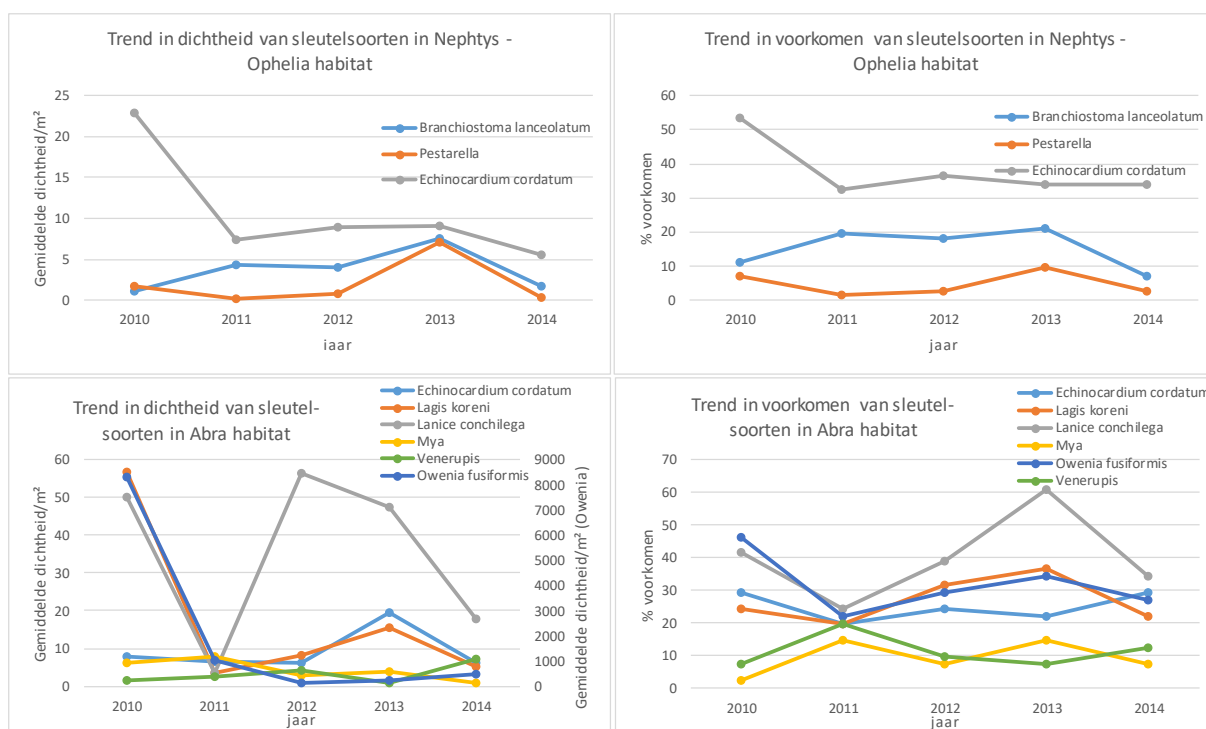 Trend in dichtheid van sleutelsoorten in Nephtys -
Ophelia habitat
25
20
15
10
5
0
Gemiddelde dichtheid/m²
Branchiostoma lanceolatum
Pestarella
Echinocardium cordatum
2010 2011 2012 2013 2014
iaar
Trend in voorkomen van sleutelsoorten in Nephtys -
Ophelia habitat
60
50
40
30
20
10
0
% voorkomen
Branchiostoma lanceolatum
Pestarella
Echinocardium cordatum
2010 2011 2012 2013 2014
jaar
Trend in dichtheid van sleutel-
soorten in Abra habitat
Echinocardium cordatum
Lagis koreni
Lanice conchilega
Mya
Venerupis
Owenia fusiformis
60
50
40
30
20
10
0
Gemiddelde dichtheid/m²
9000
8000
7000
6000
5000
4000
3000
2000
1000
0
Gemiddelde dichtheid/m² (Owenia)
2010 2011 2012 2013 2014
jaar
Trend in voorkomen van sleutel-
soorten in Abra habitat
Echinocardium cordatum
Lagis koreni
Lanice conchilega
Mya
Owenia fusiformis
Venerupis
70
60
50
40
30
20
10
0
% voorkomen
2010 2011 2012 2013 2014
jaar